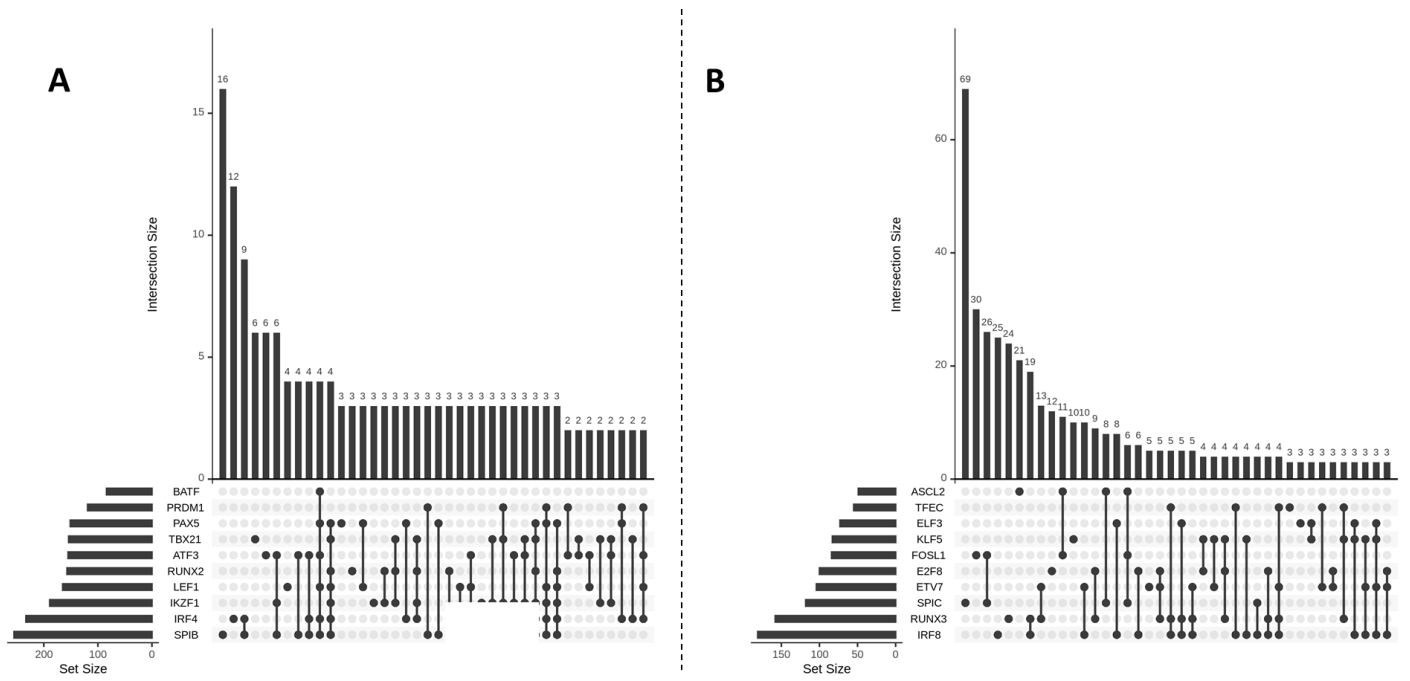 A
16
12
9
6 6 6
4 4 4 4 4
3 3 3 3 3 3 3 3 3 3 3 3 3 3 3 3 3 3 3 3 3
2 2 2 2 2 2 2 2
15
10
5
0
Intersection Size
BATF
PRDM1
PAX5
TBX21
ATF3
RUNX2
LEF1
IKZF1
IRF4
SPIB
200 100 0
Set Size
B
69
30
26
25
24
21
19
13
12
11
10 10
9
8 8
6 6
5 5 5 5 5
4 4 4 4 4 4 4 4
3 3 3 3 3 3 3 3 3 3
60
40
20
0
Intersection Size
ASCL2
TFEC
ELF3
KLF5
FOSL1
E2F8
ETV7
SPIC
RUNX3
IRF8
150 100 50 0
Set Size